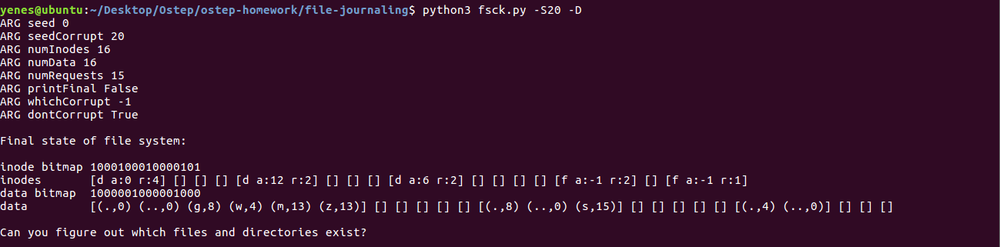 yenes@ubuntu:~/Desktop/Ostep/ostep-homework/file-journaling$ python3 fsck.py -S20 -D
ARG seed 0
ARG seedCorrupt 20
ARG numInodes 16
ARG numData 16
ARG numRequests 15
ARG printFinal False
ARG whichCorrupt -1
ARG dontCorrupt True
Final state of file system:
inode bitmap 1000100010000101
inodes [d a:0 r:4] [] [] [] [d a:12 r:2] [] [] [] [d a:6 r:2] [] [] [] [] [f a:-1 r:2] [] [f a:-1 r:1]
data bitmap 1000001000001000
data [(.,0) (..,0) (g,8) (w,4) (m,13) (z,13)] [] [] [] [] [] [(.,8) (..,0) (s,15)] [] [] [] [] [] [(.,4) (..,0)] [] [] []
Can you figure out which files and directories exist?